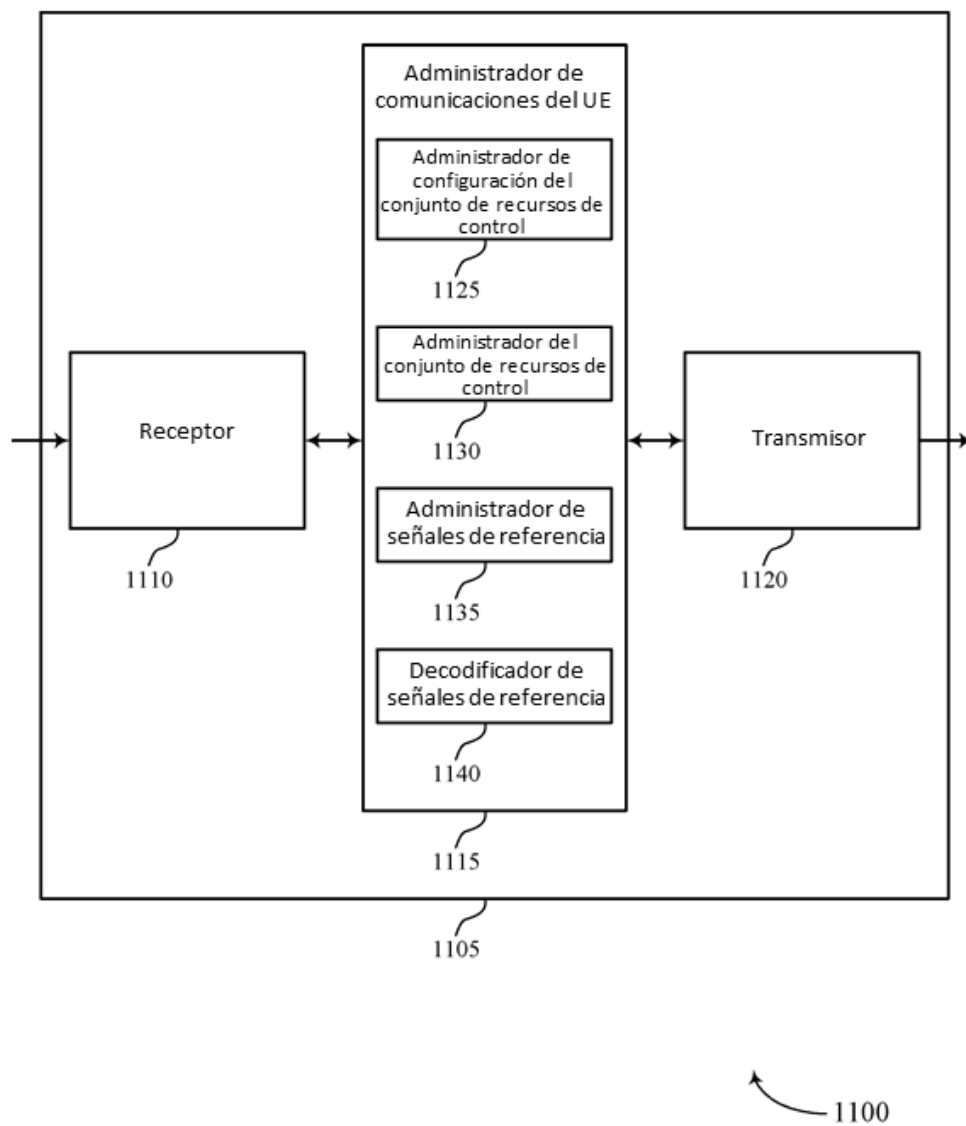 Administrador de
comunicaciones del UE
Administrador de
configuración del
conjunto de recursos de
control
1125
Administrador del
conjunto de recursos de
control
1130
Receptor
1110
Transmisor
1120
Administrador de
señales de referencia
1135
Decodificador de
señales de referencia
1140
1115
1105
1100